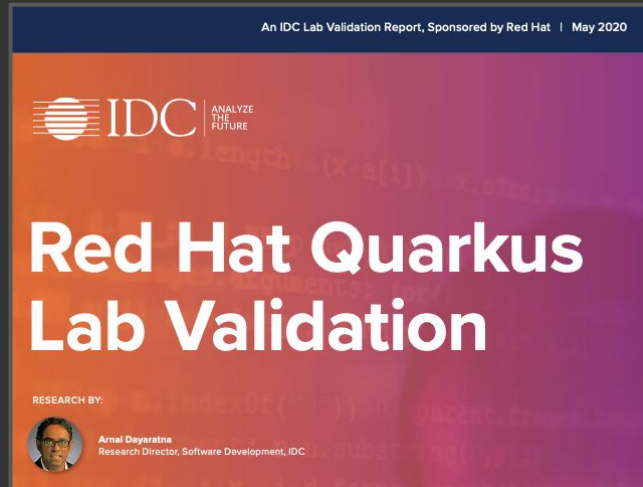 An IDC Lab Validation Report, Sponsored by Red Hat | May 2020
IDC
ANALYZE
THE
FUTURE
Red Hat Quarkus
Lab Validation
RESEARCH BY:
Arnal Dayaratna
Research Director, Software Development, IDC